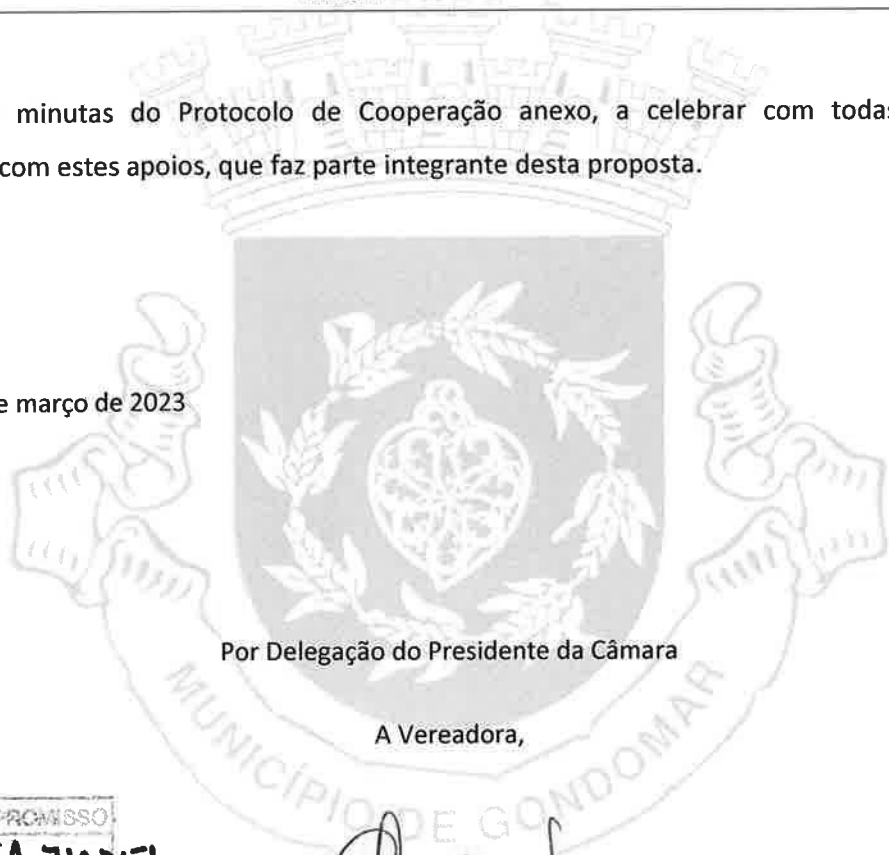 minutas do Protocolo de Cooperação anexo, a celebrar com todas
com estes apoios, que faz parte integrante desta proposta.
e março de 2023
Por Delegação do Presidente da Câmara
A Vereadora,
MUNICÍPIO DE GONDOMAR